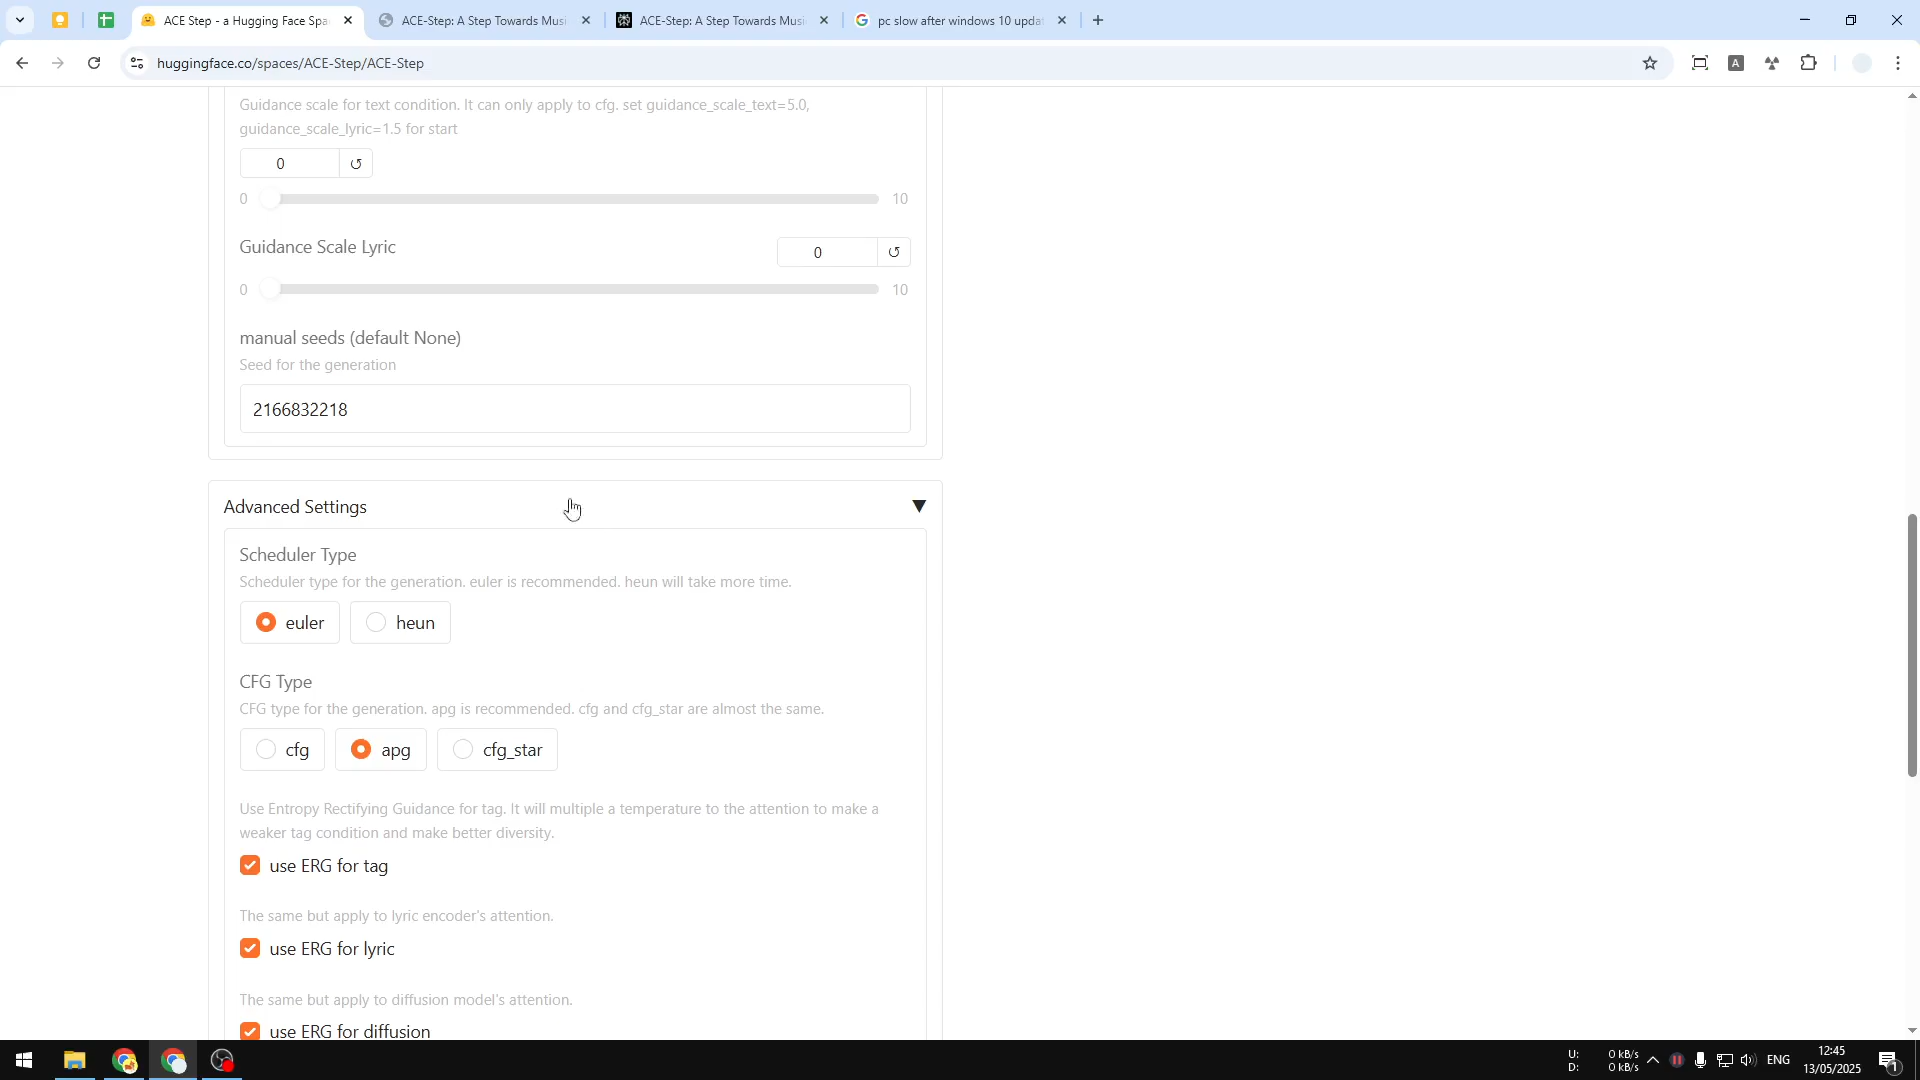 ACE Step - a Hugging Face Spa
ACE-Step: A Step Towards Musi
ACE-Step: A Step Towards Musi
pc slow after windows 10 updat
huggingface.co/spaces/ACE-Step/ACE-Step
Guidance scale for text condition. It can only apply to cfg. set guidance_scale_text=5.0,
guidance_scale_lyric=1.5 for start
0
0 10
Guidance Scale Lyric 0
0 10
manual seeds (default None)
Seed for the generation
2166832218
Advanced Settings ▼
Scheduler Type
Scheduler type for the generation. euler is recommended. heun will take more time.
euler heun
CFG Type
CFG type for the generation. apg is recommended. cfg and cfg_star are almost the same.
cfg apg cfg_star
Use Entropy Rectifying Guidance for tag. It will multiple a temperature to the attention to make a
weaker tag condition and make better diversity.
use ERG for tag
The same but apply to lyric encoder's attention.
use ERG for lyric
The same but apply to diffusion model's attention.
use ERG for diffusion
U: 0 kB/s
D: 0 kB/s
ENG
12:45
13/05/2025
1